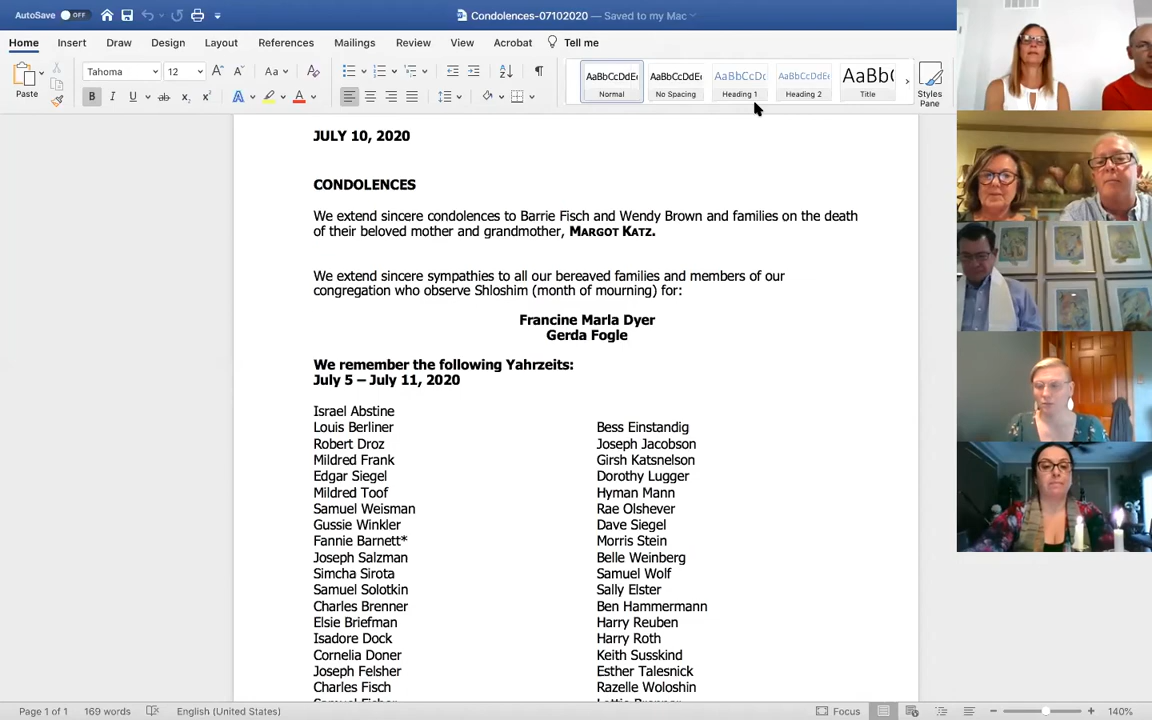 AutoSave OFF
Condolences-07102020 — Saved to my Mac
Home Insert Draw Design Layout References Mailings Review View Acrobat Tell me
Paste
Tahoma 12
AaBbCcDdEe Normal
AaBbCcDdEe No Spacing
AaBbCcDc Heading 1
AaBbCcDdEe Heading 2
AaBbC Title
Styles Pane
JULY 10, 2020
CONDOLENCES
We extend sincere condolences to Barrie Fisch and Wendy Brown and families on the death
of their beloved mother and grandmother, MARGOT KATZ.
We extend sincere sympathies to all our bereaved families and members of our
congregation who observe Shloshim (month of mourning) for:
Francine Marla Dyer
Gerda Fogle
We remember the following Yahrzeits:
July 5 – July 11, 2020
Israel Abstine
Louis Berliner
Robert Droz
Mildred Frank
Edgar Siegel
Mildred Toof
Samuel Weisman
Gussie Winkler
Fannie Barnett*
Joseph Salzman
Simcha Sirota
Samuel Solotkin
Charles Brenner
Elsie Briefman
Isadore Dock
Cornelia Doner
Joseph Felsher
Charles Fisch
Bess Einstandig
Joseph Jacobson
Girsh Katsnelson
Dorothy Lugger
Hyman Mann
Rae Olshever
Dave Siegel
Morris Stein
Belle Weinberg
Samuel Wolf
Sally Elster
Ben Hammermann
Harry Reuben
Harry Roth
Keith Susskind
Esther Talesnick
Razelle Woloshin
Page 1 of 1 169 words English (United States) Focus 140%